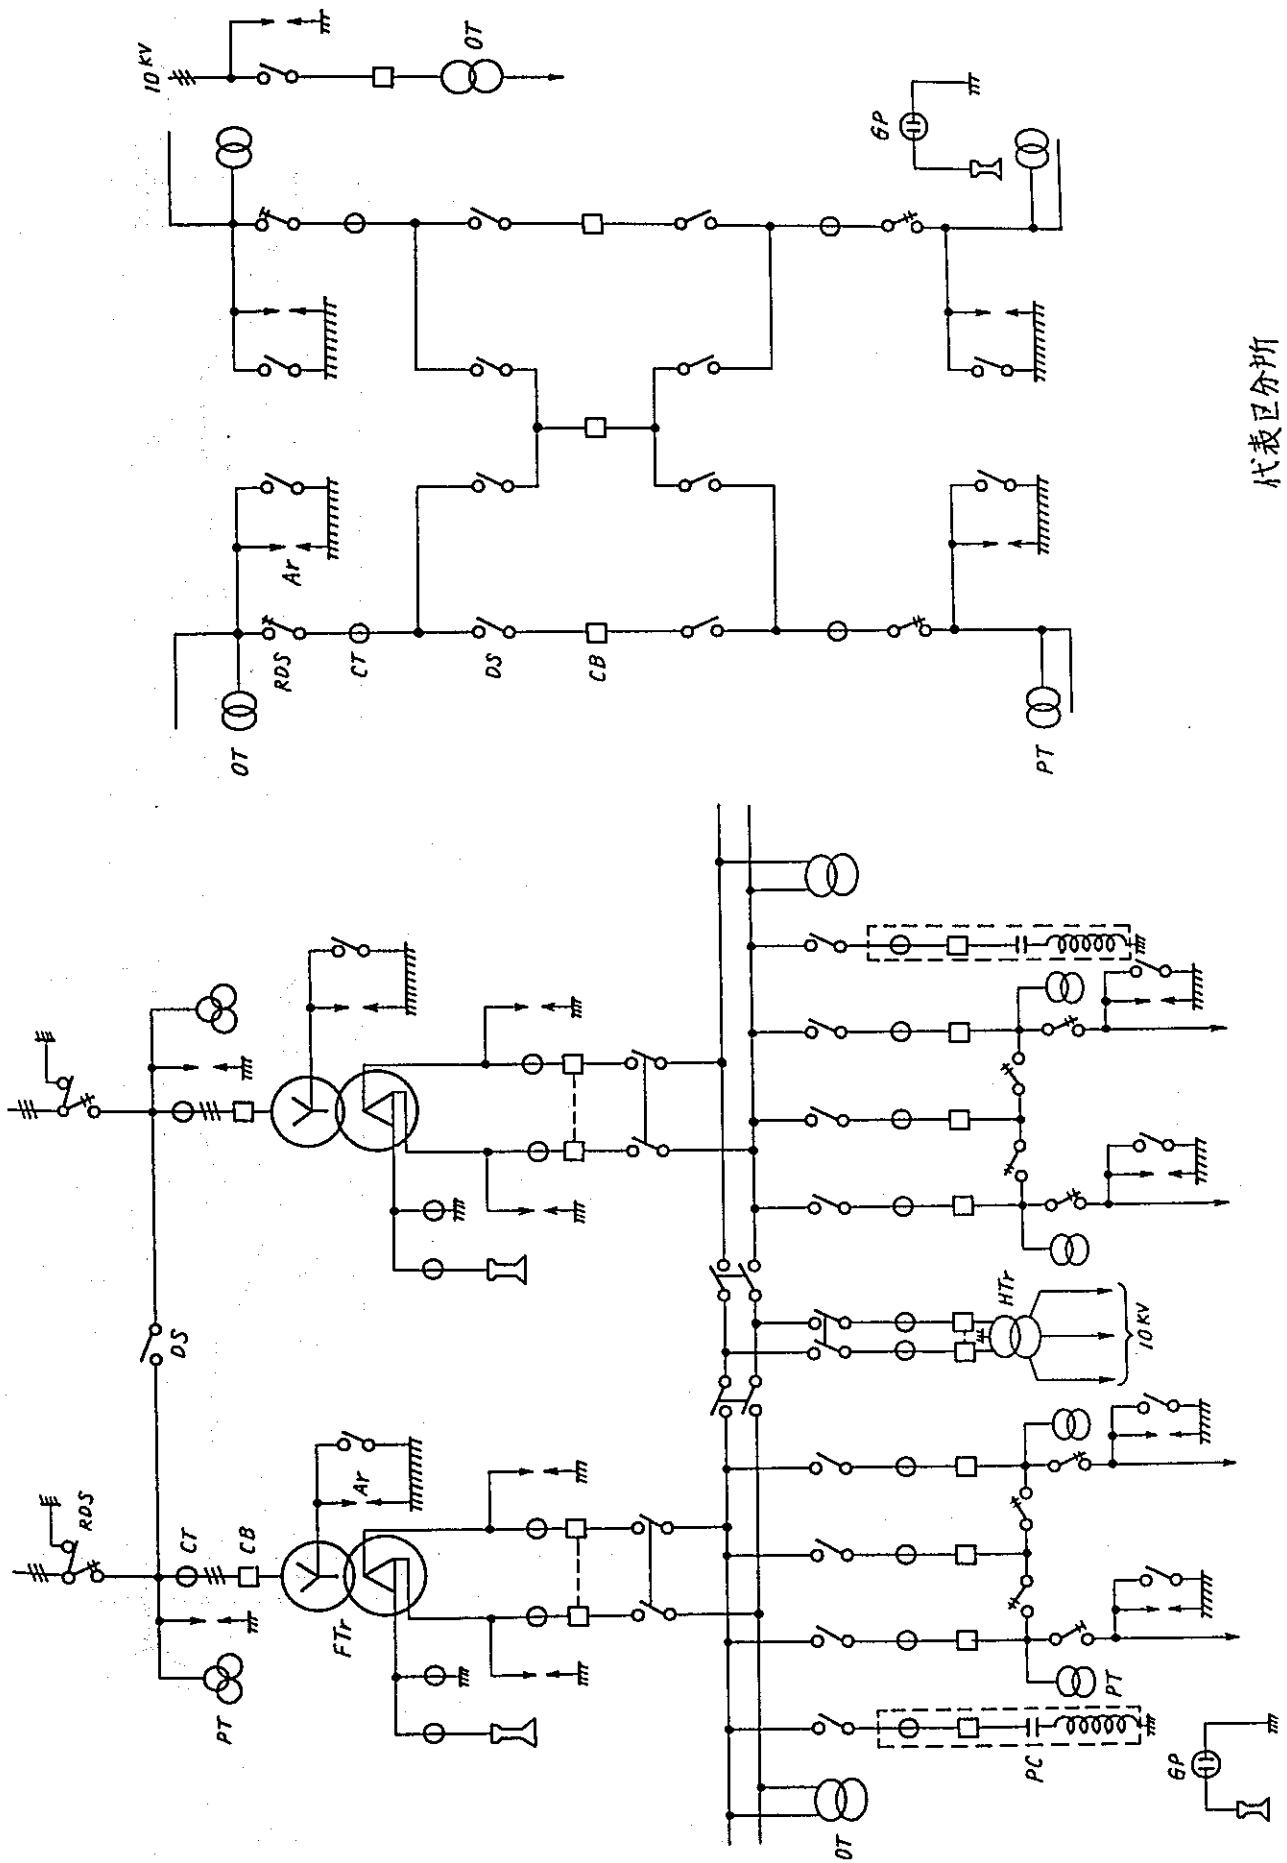 RDS
PT
CT
CB
FTr
Ar
DS
OT
PC
GP
PT
HTr
10KV
OT
RDS
Ar
CT
DS
CB
PT
GP
10KV
OT
代表区分所